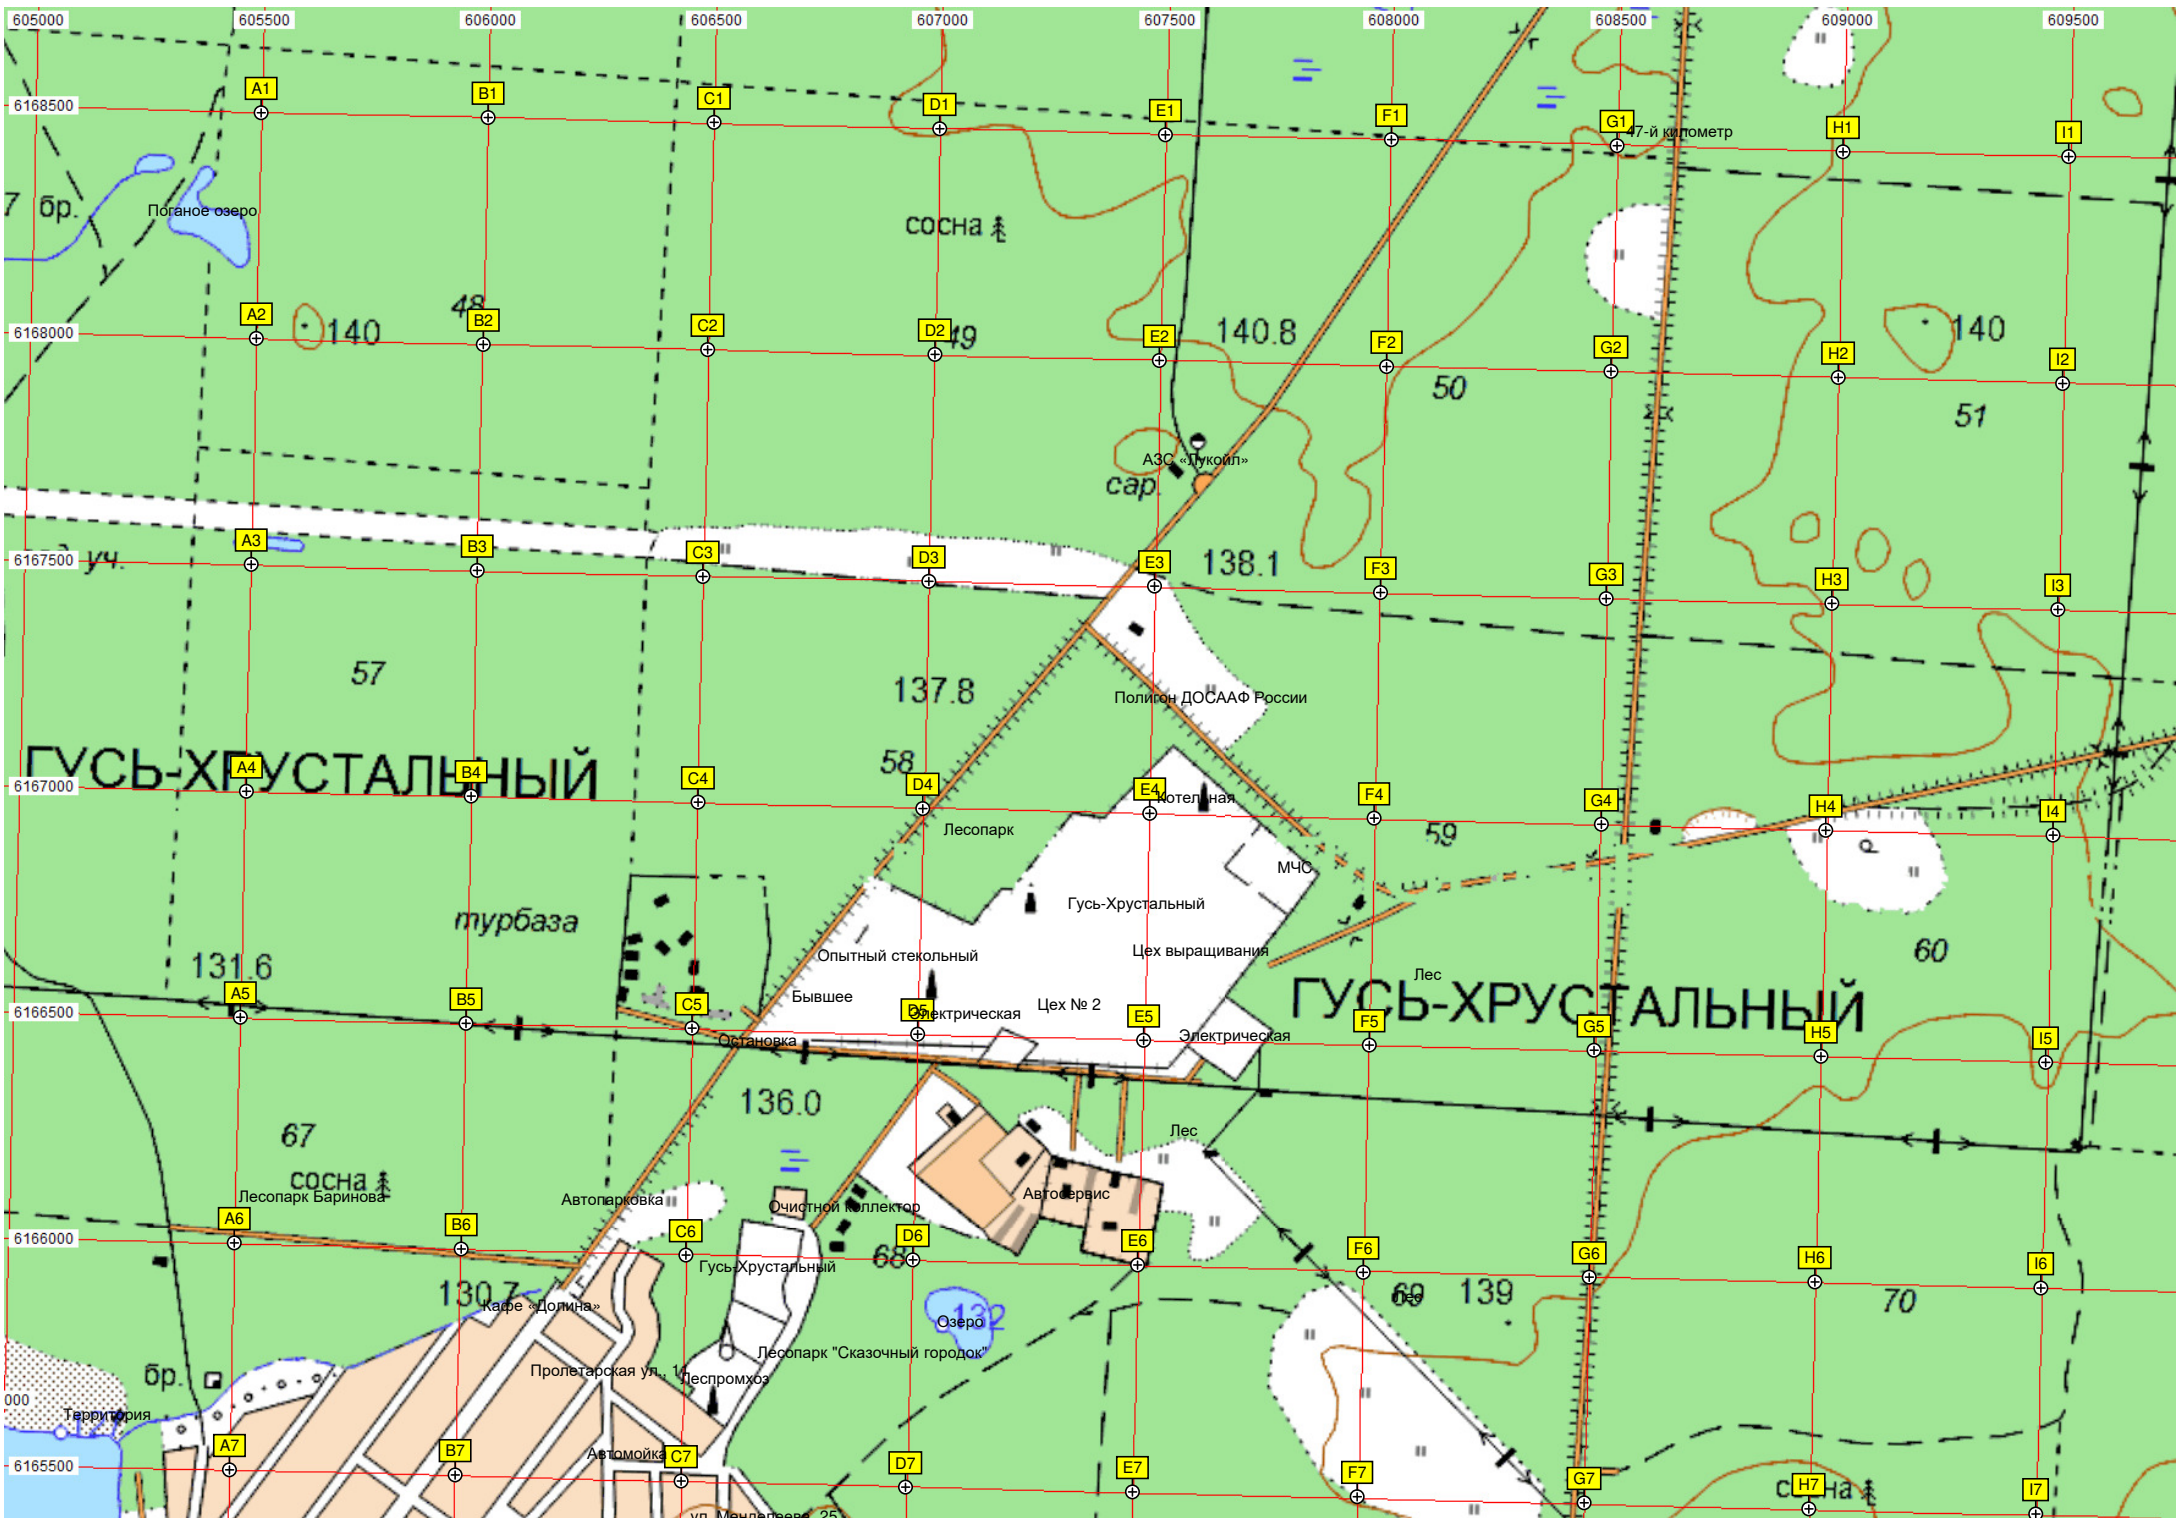 605000 605500 606000 606500 607000 607500 608000 608500 609000 609500
6168500 A1 B1 C1 D1 E1 F1 G1 H1 I1
47-й километр
7 бр. Поганое озеро
сосна
48 49
6168000 A2 B2 C2 D2 E2 F2 G2 H2 I2
140 140.8 140
50 51
АЗС «Лукойл»
сар.
уч.
138.1
6167500 A3 B3 C3 D3 E3 F3 G3 H3 I3
57 137.8
Полигон ДОСААФ России
58
ГУСЬ-ХРУСТАЛЬНЫЙ
6167000 A4 B4 C4 D4 E4 F4 G4 H4 I4
Котельная
Лесопарк
59
МЧС
Гусь-Хрустальный
турбаза
Опытный стекольный
Цех выращивания
60
131.6
Лес
Бывшее
Цех № 2
ГУСЬ-ХРУСТАЛЬНЫЙ
6166500 A5 B5 C5 D5 E5 F5 G5 H5 I5
Электрическая
Остановка
Электрическая
136.0
67
Лес
сосна
Лесопарк Баринова
Автопарковка
Очистной коллектор
Автосервис
6166000 A6 B6 C6 D6 E6 F6 G6 H6 I6
68
Гусь-Хрустальный
130.7
Кафе «Долина»
132
Озеро
69
Лес
139
70
Лесопарк "Сказочный городок"
бр.
Пролетарская ул., 11
Леспромхоз
000
Территория
Автомойка
6165500 A7 B7 C7 D7 E7 F7 G7 H7 I7
сосна
ул. Менделеева, 25